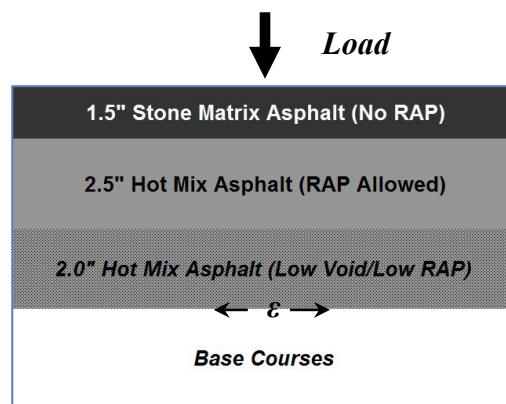 Load
1.5" Stone Matrix Asphalt (No RAP)
2.5" Hot Mix Asphalt (RAP Allowed)
2.0" Hot Mix Asphalt (Low Void/Low RAP)
ε
Base Courses